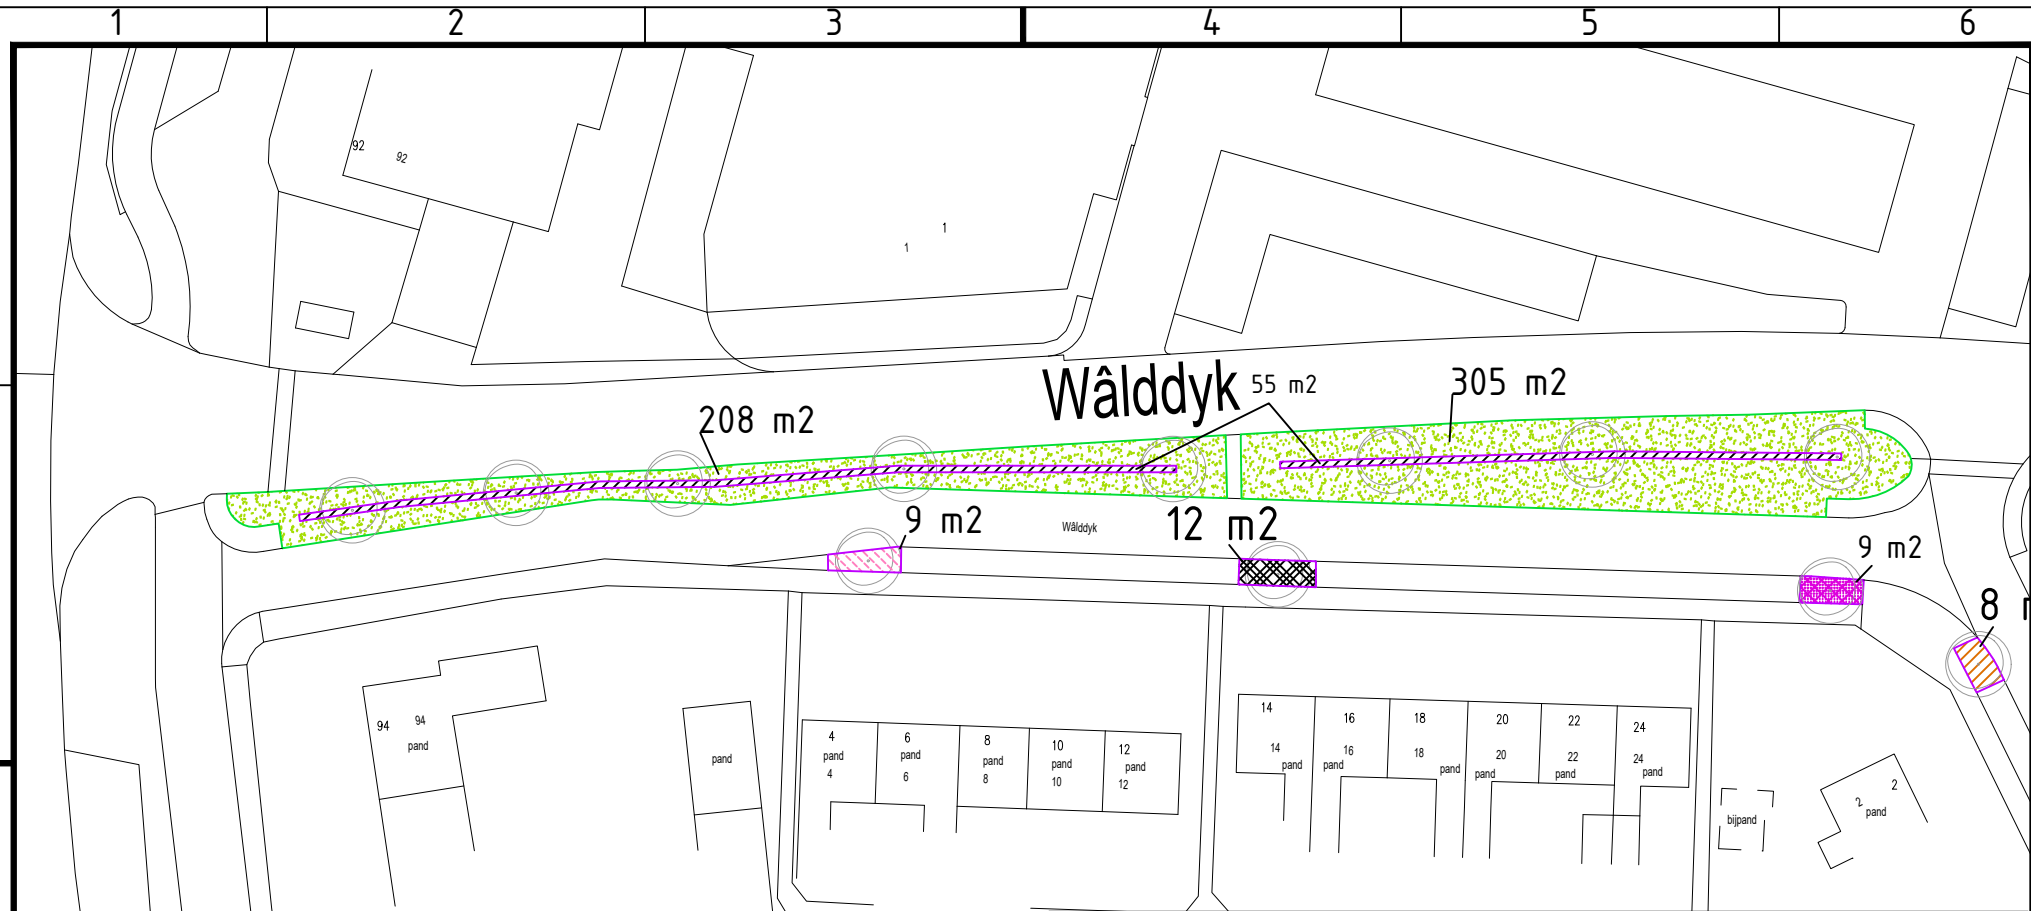 1 2 3 4 5 6
92 92
1 1
Wâlddyk 55 m2 305 m2
208 m2
9 m2 Wâlddyk 12 m2
9 m2
8
94 94
pand
pand
4 6 8 10 12
pand pand pand pand pand
4 6 8 10 12
14 16 18 20 22 24
14 16 18 20 22 24
pand pand pand pand pand pand
bijpand
2 2
pand